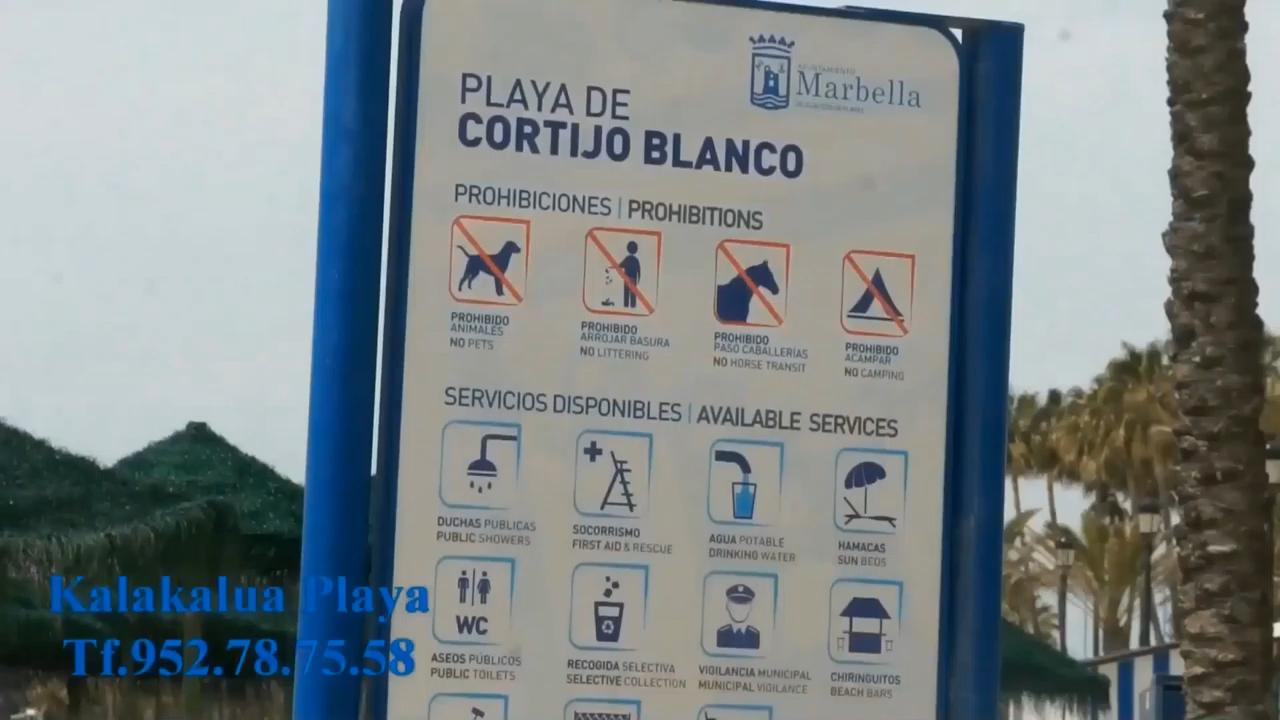 AYUNTAMIENTO
Marbella
PLAYA DE
CORTIJO BLANCO
PROHIBICIONES | PROHIBITIONS
PROHIBIDO
ANIMALES
NO PETS
PROHIBIDO
ARROJAR BASURA
NO LITTERING
PROHIBIDO
PASO CABALLERÍAS
NO HORSE TRANSIT
PROHIBIDO
ACAMPAR
NO CAMPING
SERVICIOS DISPONIBLES | AVAILABLE SERVICES
DUCHAS PUBLICAS
PUBLIC SHOWERS
SOCORRISMO
FIRST AID & RESCUE
AGUA POTABLE
DRINKING WATER
HAMACAS
SUN BEDS
WC
ASEOS PÚBLICOS
PUBLIC TOILETS
RECOGIDA SELECTIVA
SELECTIVE COLLECTION
VIGILANCIA MUNICIPAL
MUNICIPAL VIGILANCE
CHIRINGUITOS
BEACH BARS
Kalakalua Playa
Tf.952.78.75.58